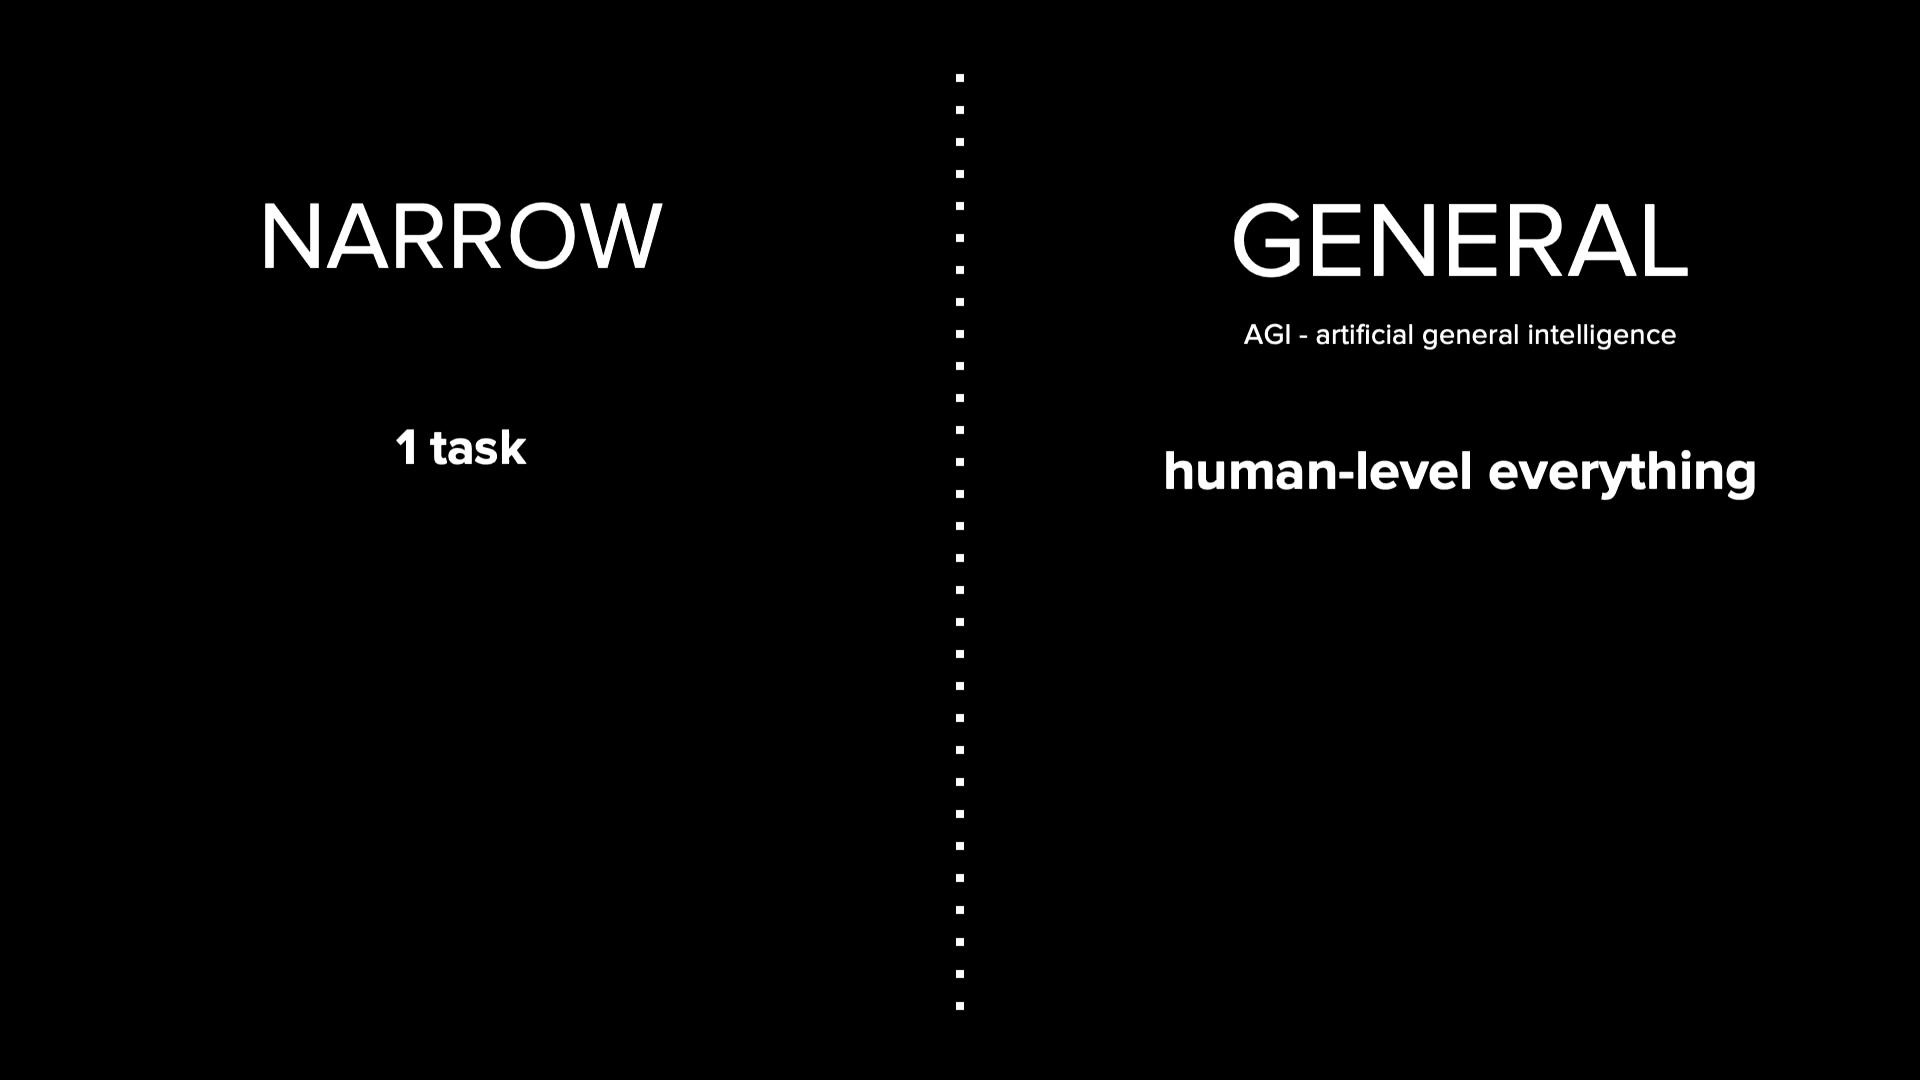 NARROW
1 task
GENERAL
AGI - artificial general intelligence
human-level everything